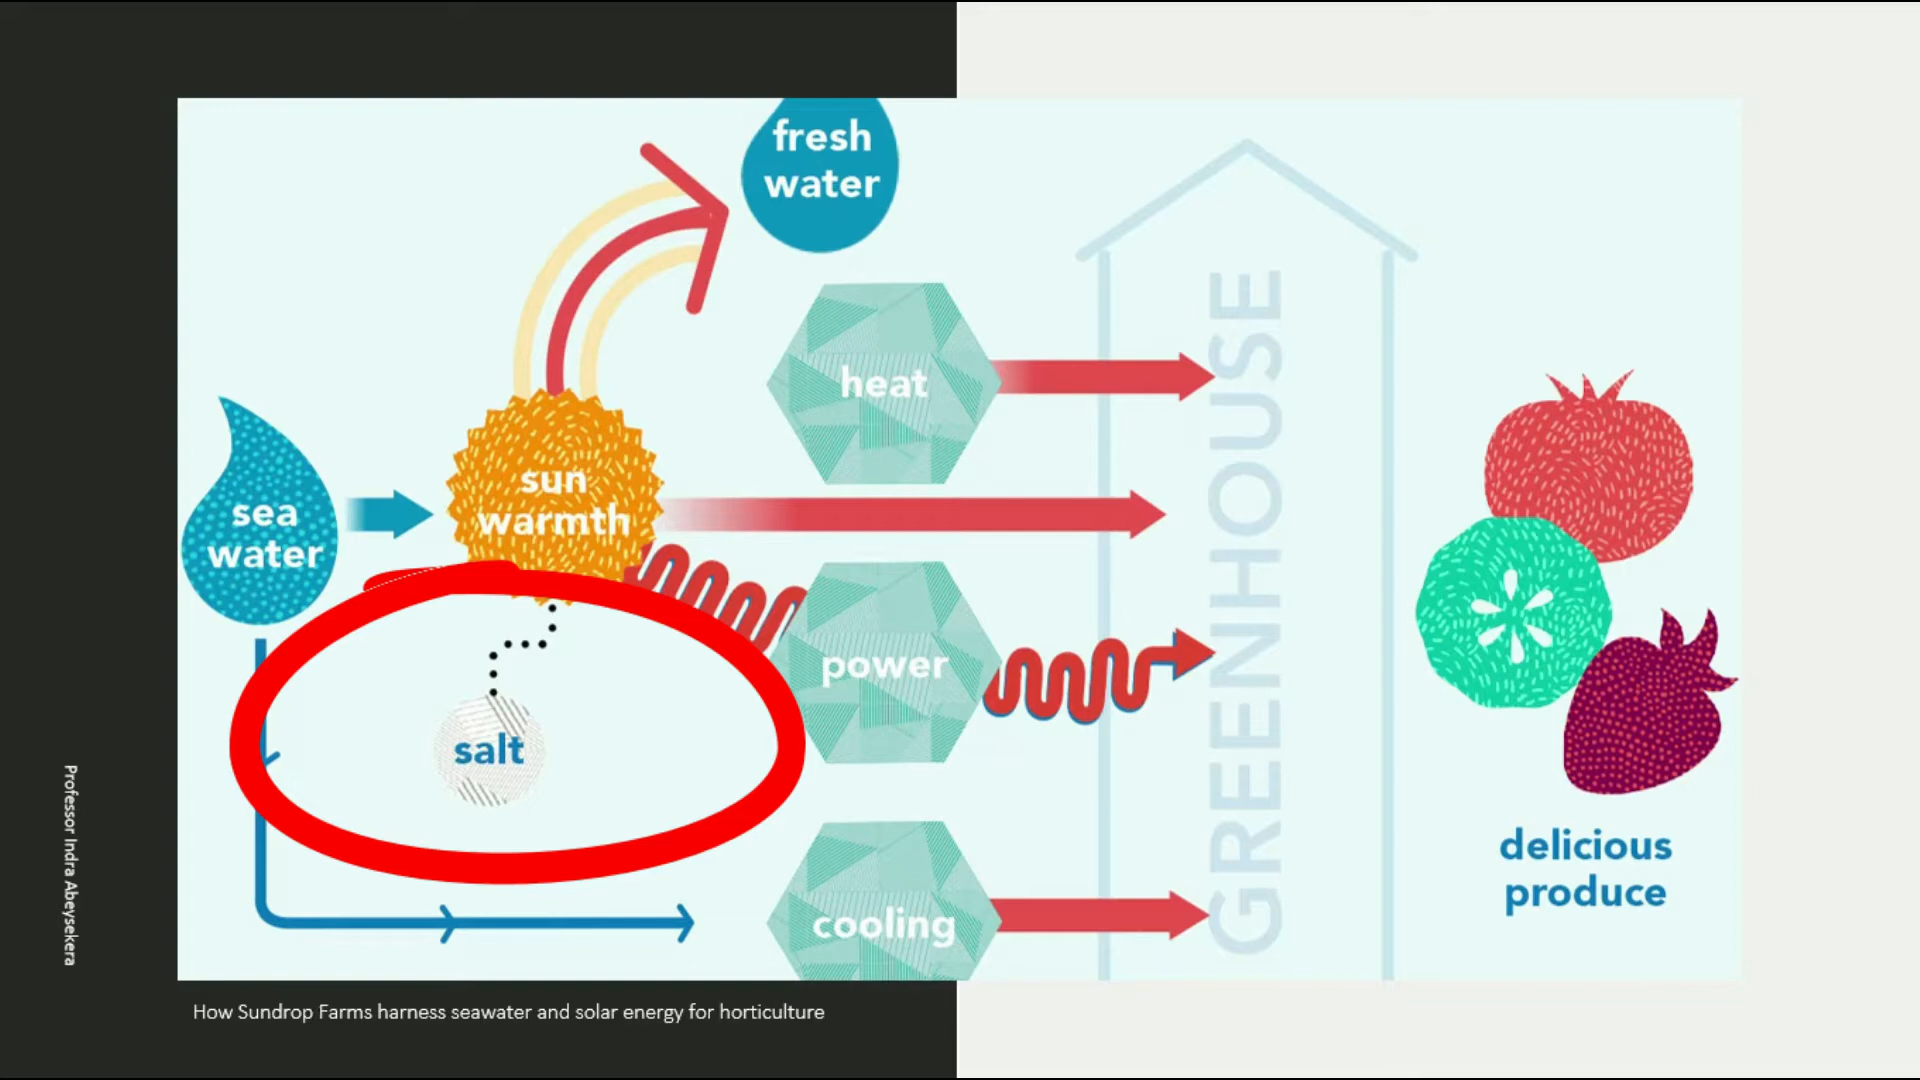 fresh
water
heat
sun
warmth
sea
water
power
salt
cooling
GREENHOUSE
delicious
produce
Professor Indra Abeysekera
How Sundrop Farms harness seawater and solar energy for horticulture